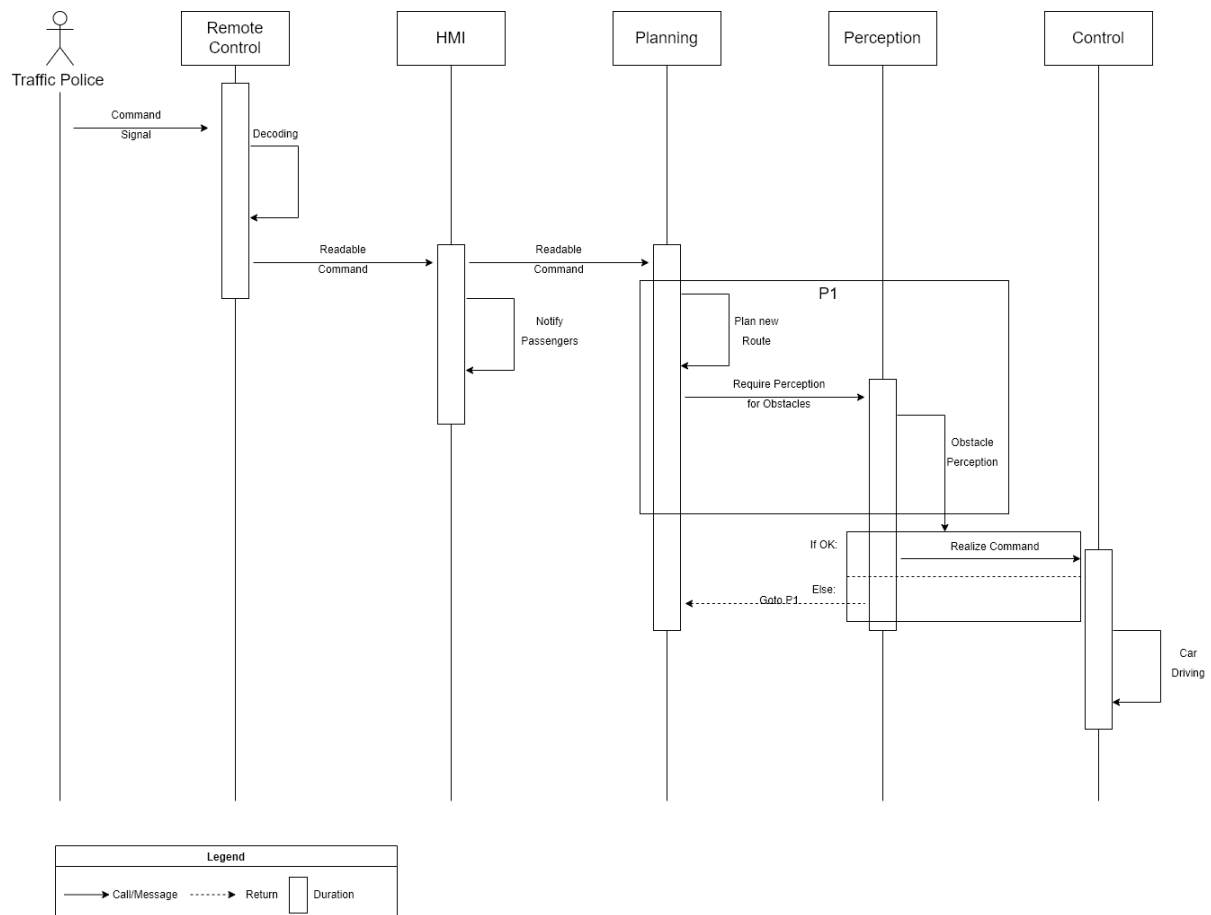 Traffic Police
Remote
Control
HMI
Planning
Perception
Control
Command
Signal
Decoding
Readable
Command
Readable
Command
Notify
Passengers
P1
Plan new
Route
Require Perception
for Obstacles
Obstacle
Perception
If OK:
Realize Command
Else:
Goto P1
Car
Driving
Legend
Call/Message
Return
Duration